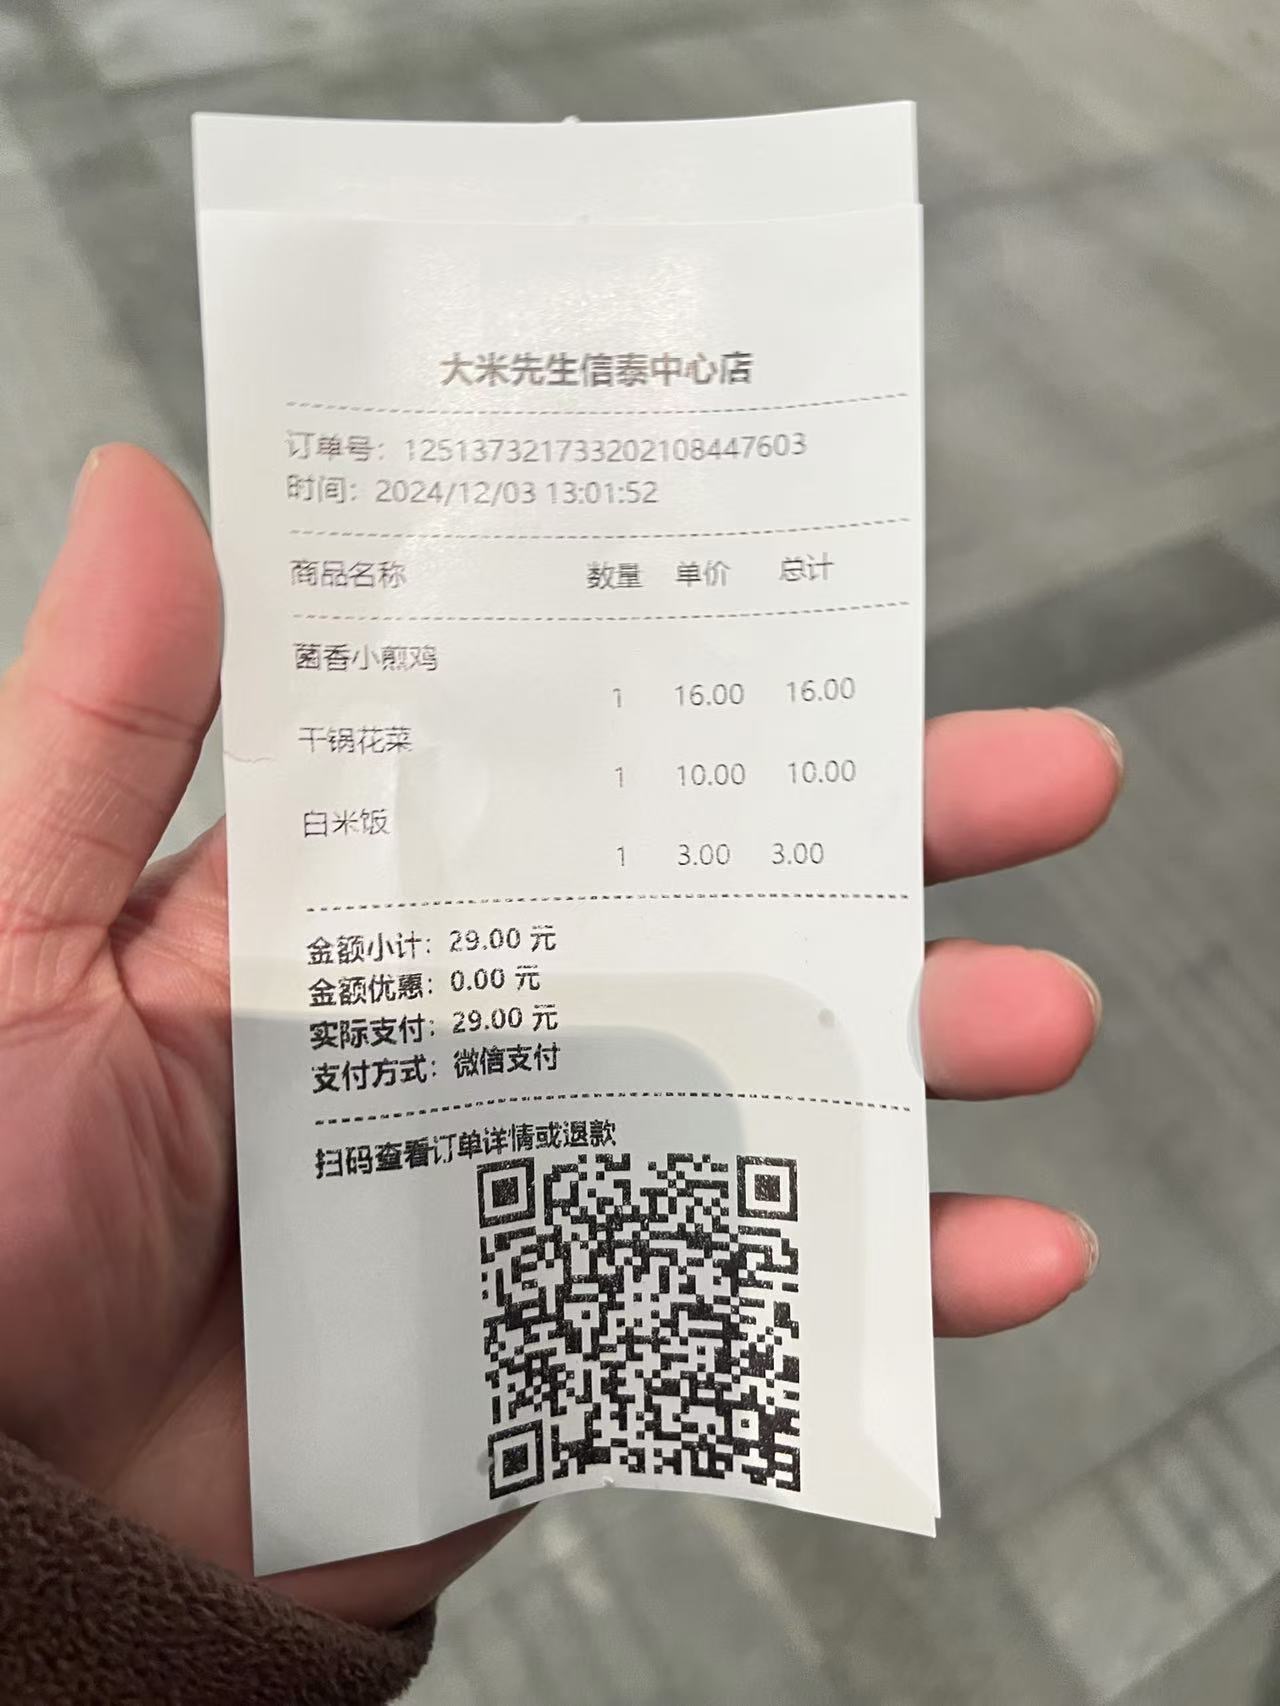 大米先生信泰中心店
订单号：125137321733202108447603
时间：2024/12/03 13:01:52
商品名称 数量 单价 总计
菌香小煎鸡
1 16.00 16.00
干锅花菜
1 10.00 10.00
白米饭
1 3.00 3.00
金额小计：29.00 元
金额优惠：0.00 元
实际支付：29.00 元
支付方式：微信支付
扫码查看订单详情或退款